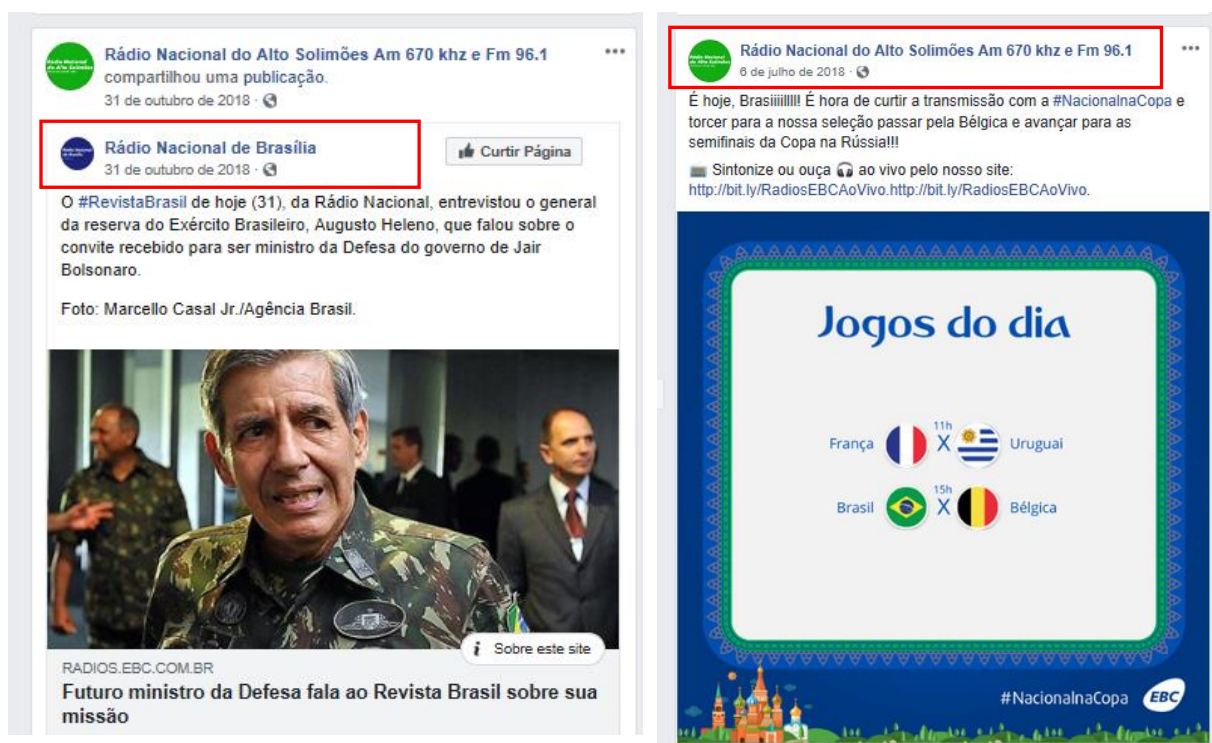 Rádio Nacional do Alto Solimões Am 670 khz e Fm 96.1
compartilhou uma publicação.
31 de outubro de 2018 ·
Rádio Nacional de Brasília
31 de outubro de 2018 ·
Curtir Página
O #RevistaBrasil de hoje (31), da Rádio Nacional, entrevistou o general
da reserva do Exército Brasileiro, Augusto Heleno, que falou sobre o
convite recebido para ser ministro da Defesa do governo de Jair
Bolsonaro.
Foto: Marcello Casal Jr./Agência Brasil.
i Sobre este site
RADIOS.EBC.COM.BR
Futuro ministro da Defesa fala ao Revista Brasil sobre sua
missão
Rádio Nacional do Alto Solimões Am 670 khz e Fm 96.1
6 de julho de 2018 ·
É hoje, Brasiiiillll! É hora de curtir a transmissão com a #NacionalnaCopa e
torcer para a nossa seleção passar pela Bélgica e avançar para as
semifinais da Copa na Rússia!!!
Sintonize ou ouça ao vivo pelo nosso site:
http://bit.ly/RadiosEBCAoVivo.http://bit.ly/RadiosEBCAoVivo.
Jogos do dia
França 11h X Uruguai
Brasil 15h X Bélgica
#NacionalnaCopa EBC